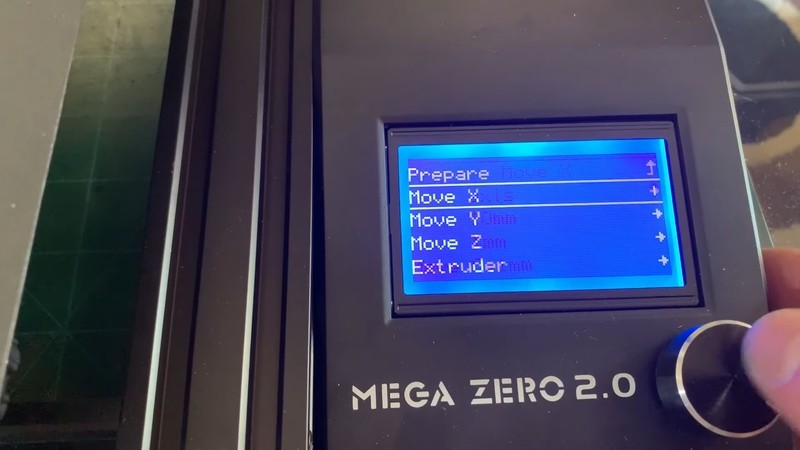 Prepare
Move X
Move Y
Move Z
Extruder
MEGA ZERO 2.0